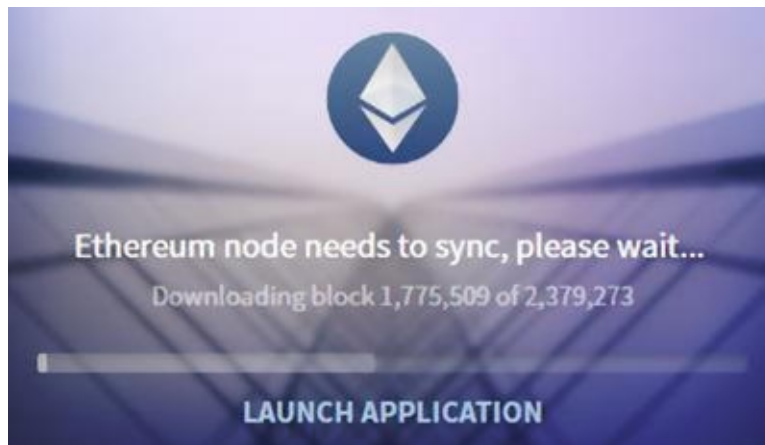 Ethereum node needs to sync, please wait...
Downloading block 1,775,509 of 2,379,273
LAUNCH APPLICATION